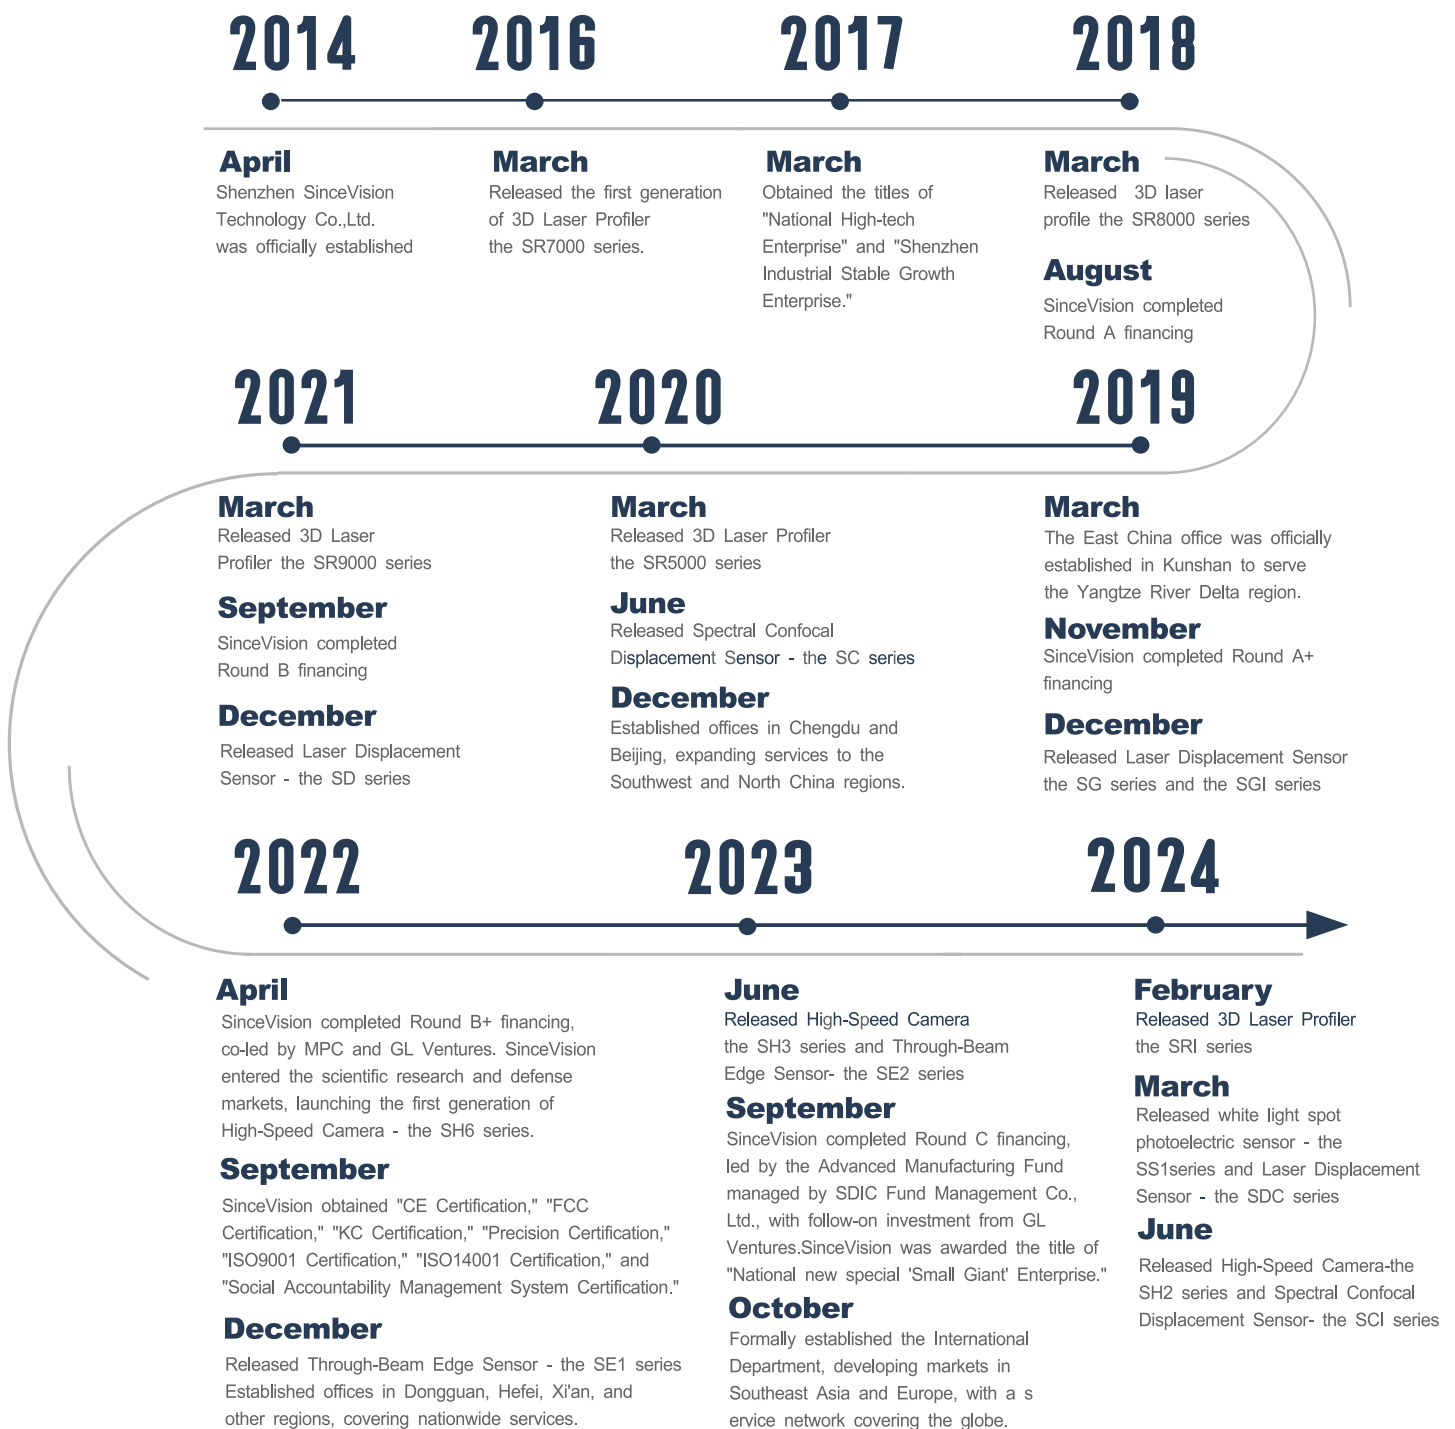 2014
April
Shenzhen SinceVision
Technology Co.,Ltd.
was officially established
2016
March
Released the first generation
of 3D Laser Profiler
the SR7000 series.
2017
March
Obtained the titles of
"National High-tech
Enterprise" and "Shenzhen
Industrial Stable Growth
Enterprise."
2018
March
Released 3D laser
profile the SR8000 series
August
SinceVision completed
Round A financing
2019
March
The East China office was officially
established in Kunshan to serve
the Yangtze River Delta region.
November
SinceVision completed Round A+
financing
December
Released Laser Displacement Sensor
the SG series and the SGI series
2020
March
Released 3D Laser Profiler
the SR5000 series
June
Released Spectral Confocal
Displacement Sensor - the SC series
December
Established offices in Chengdu and
Beijing, expanding services to the
Southwest and North China regions.
2021
March
Released 3D Laser
Profiler the SR9000 series
September
SinceVision completed
Round B financing
December
Released Laser Displacement
Sensor - the SD series
2022
April
SinceVision completed Round B+ financing,
co-led by MPC and GL Ventures. SinceVision
entered the scientific research and defense
markets, launching the first generation of
High-Speed Camera - the SH6 series.
September
SinceVision obtained "CE Certification," "FCC
Certification," "KC Certification," "Precision Certification,"
"ISO9001 Certification," "ISO14001 Certification," and
"Social Accountability Management System Certification."
December
Released Through-Beam Edge Sensor - the SE1 series
Established offices in Dongguan, Hefei, Xi'an, and
other regions, covering nationwide services.
2023
June
Released High-Speed Camera
the SH3 series and Through-Beam
Edge Sensor- the SE2 series
September
SinceVision completed Round C financing,
led by the Advanced Manufacturing Fund
managed by SDIC Fund Management Co.,
Ltd., with follow-on investment from GL
Ventures.SinceVision was awarded the title of
"National new special 'Small Giant' Enterprise."
October
Formally established the International
Department, developing markets in
Southeast Asia and Europe, with a s
ervice network covering the globe.
2024
February
Released 3D Laser Profiler
the SRI series
March
Released white light spot
photoelectric sensor - the
SS1series and Laser Displacement
Sensor - the SDC series
June
Released High-Speed Camera-the
SH2 series and Spectral Confocal
Displacement Sensor- the SCI series